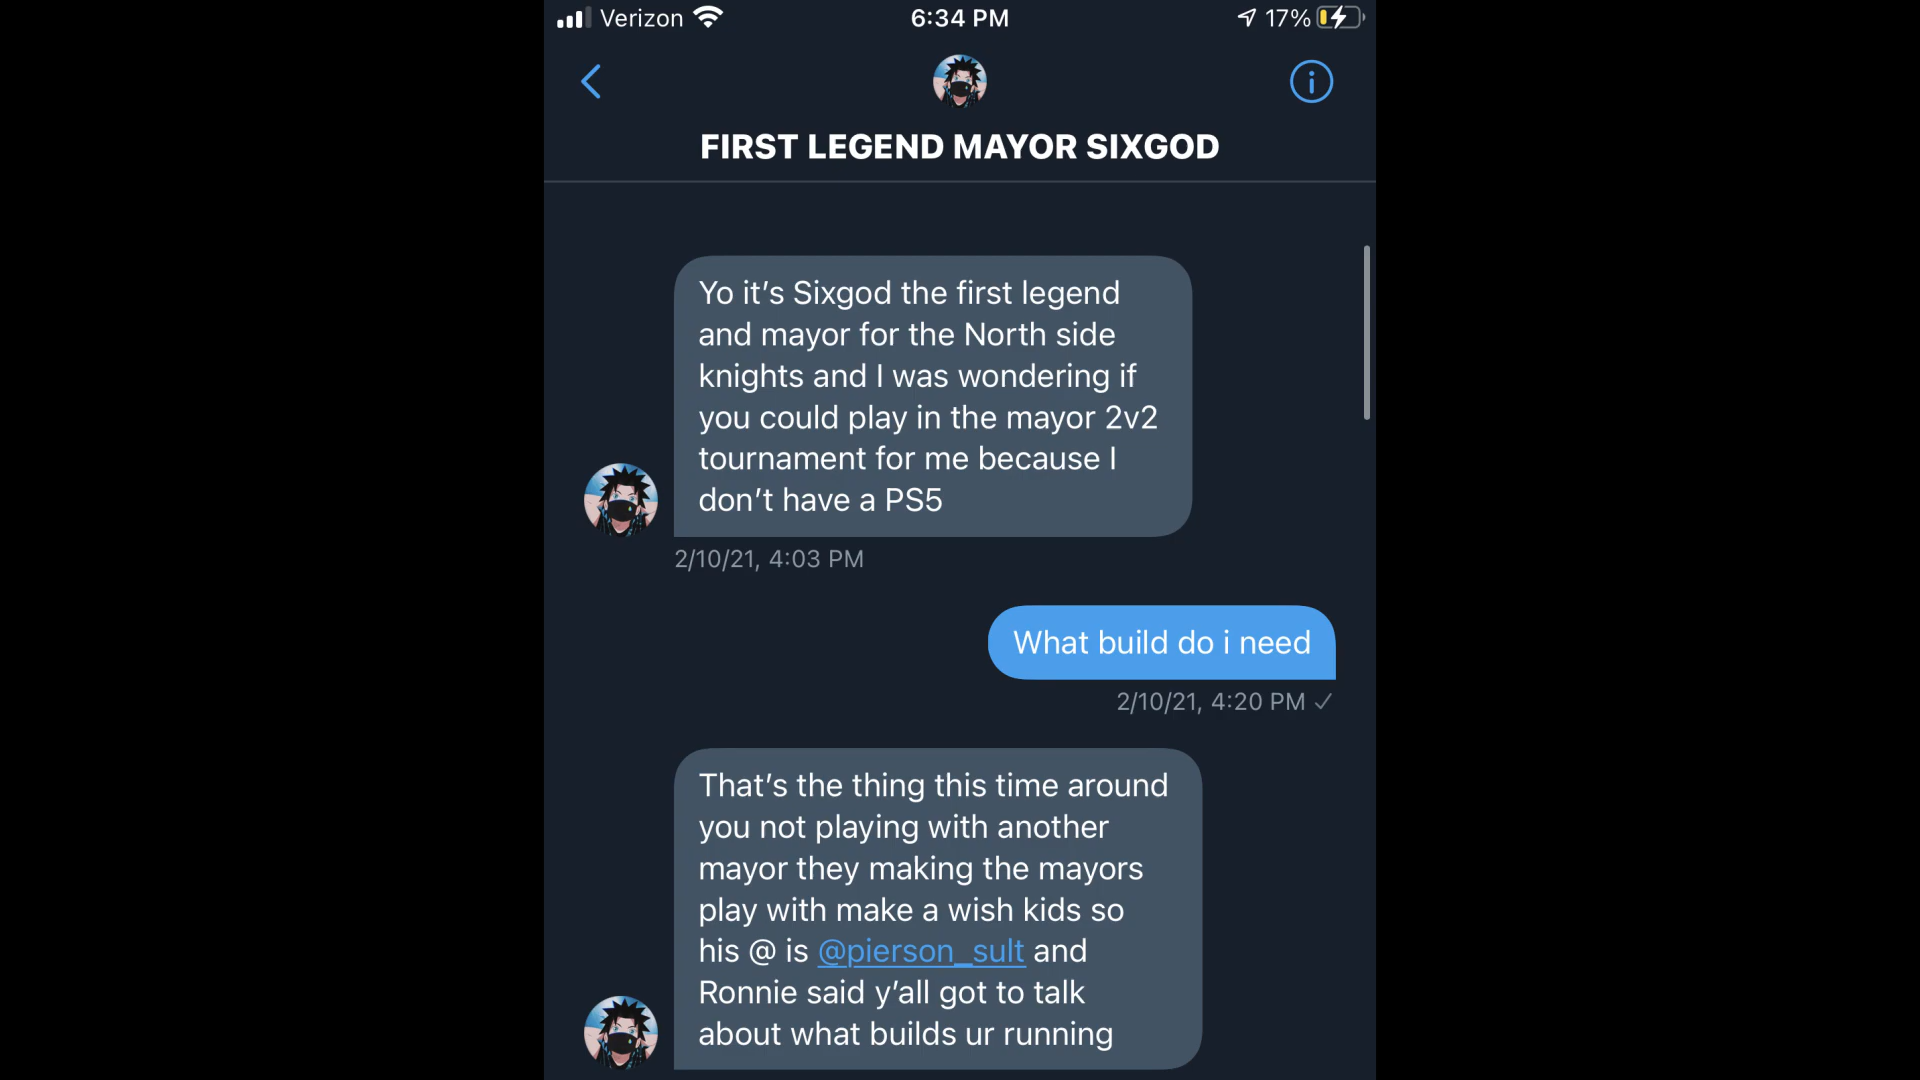 Verizon 6:34 PM 17%
FIRST LEGEND MAYOR SIXGOD
Yo it’s Sixgod the first legend
and mayor for the North side
knights and I was wondering if
you could play in the mayor 2v2
tournament for me because I
don’t have a PS5
2/10/21, 4:03 PM
What build do i need
2/10/21, 4:20 PM ✓
That’s the thing this time around
you not playing with another
mayor they making the mayors
play with make a wish kids so
his @ is @pierson_sult and
Ronnie said y’all got to talk
about what builds ur running